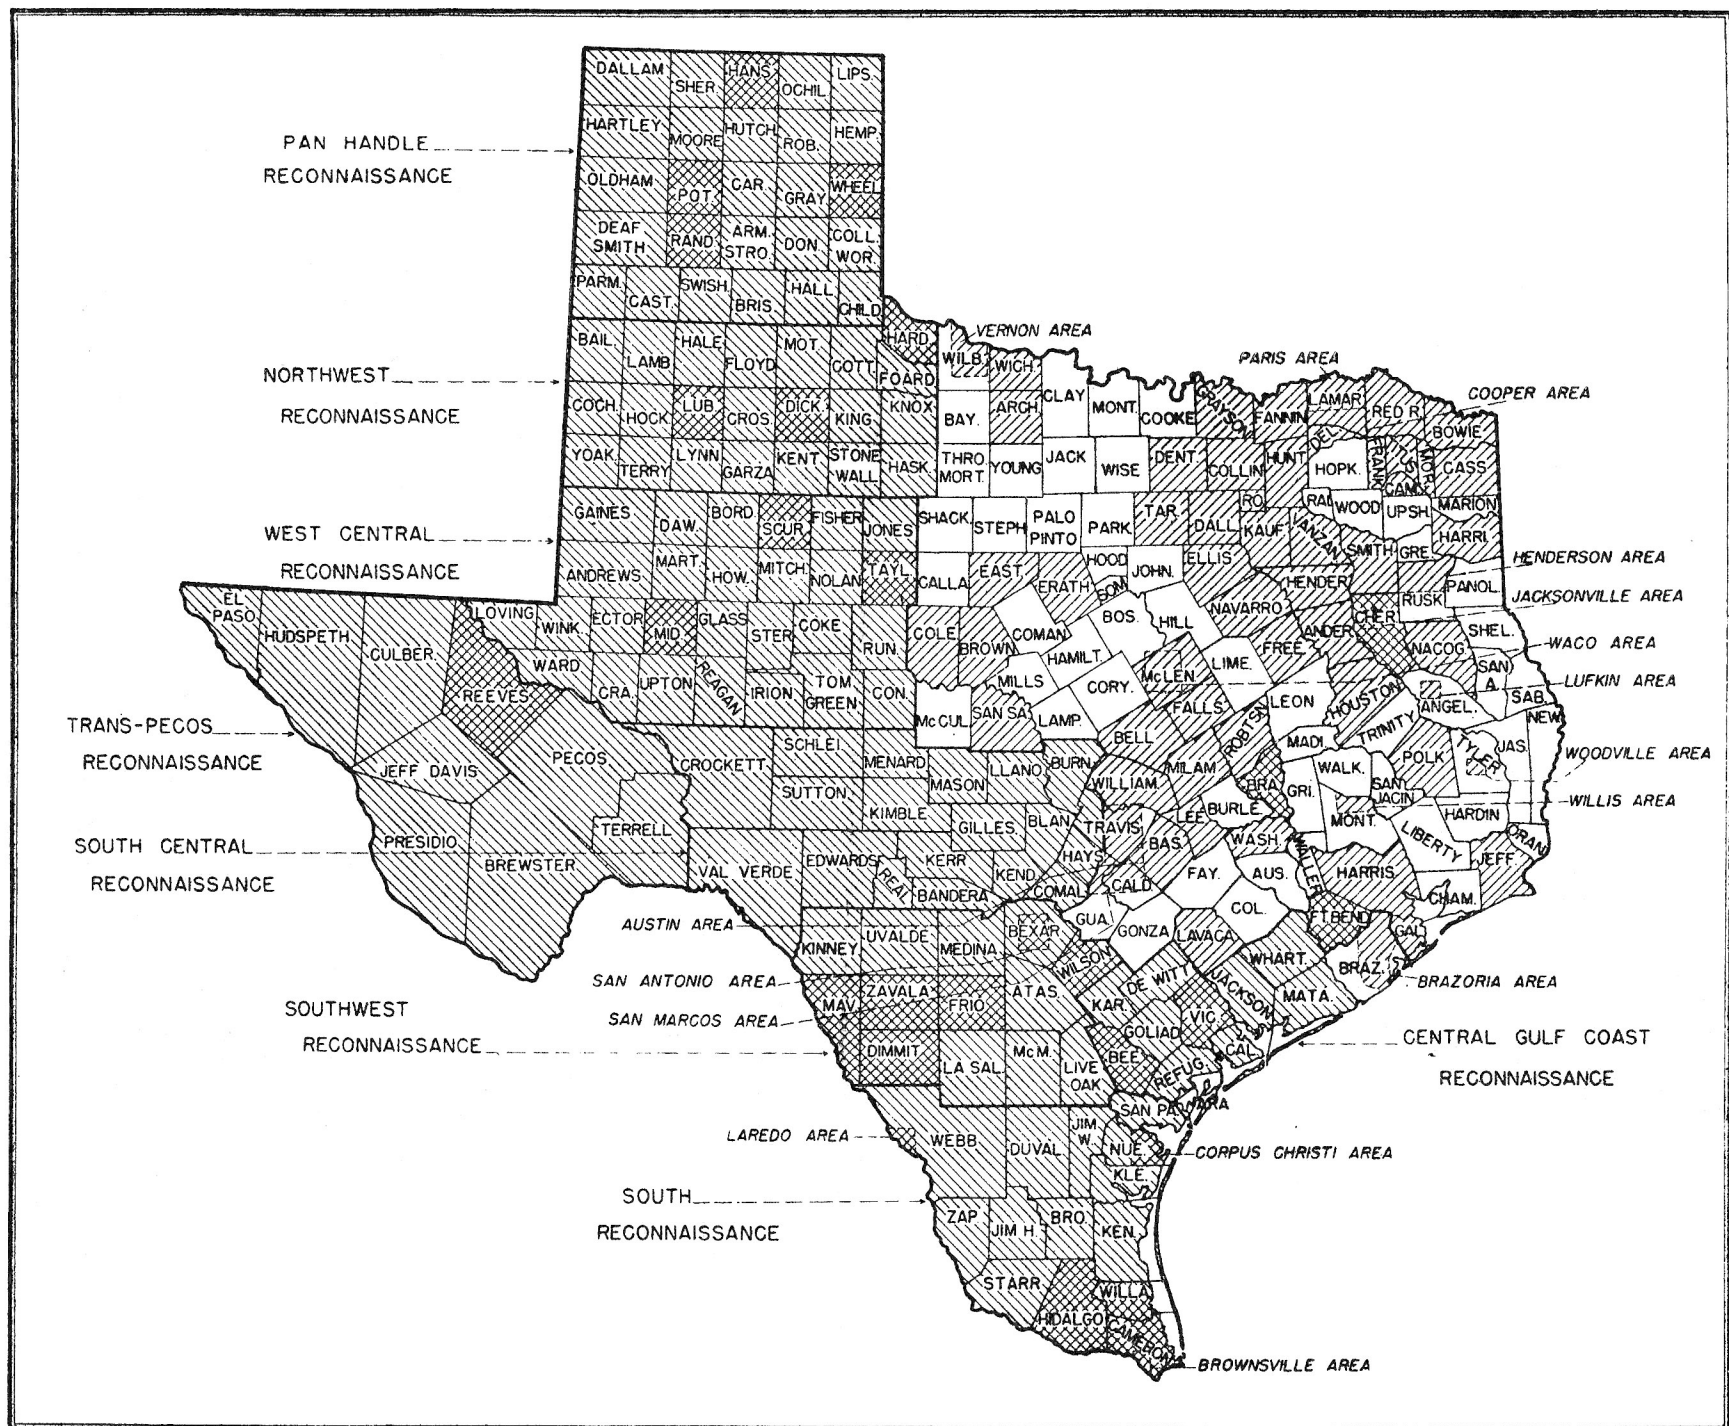 DALLAM
SHER.
HANS.
OCHIL.
LIPS.
HARTLEY
MOORE
HUTCH.
ROB.
HEMP.
PAN HANDLE
RECONNAISSANCE
OLDHAM
POT.
CAR.
GRAY
WHEEL.
DEAF
SMITH
RAND.
ARM.
STRO.
DON.
COLL.
WOR.
PARM.
CAST.
SWISH.
BRIS.
HALL
CHILD.
BAIL.
LAMB
HALE
FLOYD
MOT.
COTT.
HARD.
FOARD
WILB.
WICH.
VERNON AREA
PARIS AREA
COOPER AREA
NORTHWEST
RECONNAISSANCE
COCH.
HOCK.
LUB.
CROS.
DICK.
KING
KNOX
BAY.
ARCH.
CLAY
MONT.
COOKE
GRAYSON
FANNIN
LAMAR
RED R.
BOWIE
YOAK.
TERRY
LYNN
GARZA
KENT
STONE
WALL
HASK.
THRO
MORT.
YOUNG
JACK
WISE
DENT.
COLLIN
HUNT
DEL.
HOPK.
FRANK.
CAM.
MOR.
CASS
MARION
WEST CENTRAL
RECONNAISSANCE
GAINES
DAW.
BORD.
SCUR.
FISHER
JONES
SHACK.
STEPH.
PALO
PINTO
PARK.
TAR.
DALL.
RO.
KAUF.
VAN ZAN.
RAI.
WOOD
UPSH.
HARRI.
SMITH
GRE.
ANDREWS
MART.
HOW.
MITCH.
NOLAN
TAYL.
CALLA.
EAST.
ERATH
HOOD
SOM.
JOHN.
ELLIS
HENDER.
RUSK
PANOL.
HENDERSON AREA
JACKSONVILLE AREA
WACO AREA
LUFKIN AREA
WOODVILLE AREA
WILLIS AREA
EL
PASO
HUDSPETH
CULBER.
REEVES
LOVING
WINK.
ECTOR
MID.
GLASS.
STER.
COKE
RUN.
COLE.
BROWN
COMAN.
BOS.
HILL
NAVARRO
FREE.
ANDER.
CHER.
NACOG.
SHEL.
WARD
CRA.
UPTON
REAGAN
IRION
TOM
GREEN
CON.
McCUL.
MILLS
HAMILT.
CORY.
McLEN.
LIME.
LEON
HOUSTON
ANGEL.
SAN
A.
SAB.
NEW.
SAN SA.
LAMP.
BELL
FALLS
ROBTSN.
MADI.
TRINITY
POLK
TYLER
JAS.
TRANS-PECOS
RECONNAISSANCE
JEFF DAVIS
PECOS
CROCKETT
SCHLEI.
SUTTON
MENARD
KIMBLE
MASON
LLANO
BURN.
WILLIAM.
MILAM
BRA.
GRI.
WALK.
SAN
JACIN.
HARDIN
SOUTH CENTRAL
RECONNAISSANCE
PRESIDIO
BREWSTER
TERRELL
VAL VERDE
EDWARDS
REAL
GILLES.
KERR
BANDERA
KEND.
BLAN.
HAYS
COMAL
TRAVIS
BAS.
LEE
BURLE.
WASH.
MONT.
LIBERTY
ORAN.
JEFF.
CALD.
FAY.
AUS.
WALLER
HARRIS
CHAM.
GUA.
GONZA.
LAVACA
COL.
FT. BEND
GAL.
AUSTIN AREA
KINNEY
UVALDE
MEDINA
BEXAR
WILSON
DE WITT
JACKSON
WHART.
BRAZ.
MATA.
BRAZORIA AREA
SAN ANTONIO AREA
SAN MARCOS AREA
SOUTHWEST
RECONNAISSANCE
MAV.
ZAVALA
FRIO
ATAS.
KAR.
GOLIAD
VIC.
CAL.
DIMMIT
LA SAL.
McM.
LIVE
OAK
BEE
REFUG.
CENTRAL GULF COAST
RECONNAISSANCE
SAN PA.
ARA
LAREDO AREA
WEBB
DUVAL
JIM
W.
NUE.
KLE.
CORPUS CHRISTI AREA
SOUTH
RECONNAISSANCE
ZAP.
JIM H.
BRO.
KEN.
STARR
HIDALGO
WILLA.
CAMERON
BROWNSVILLE AREA